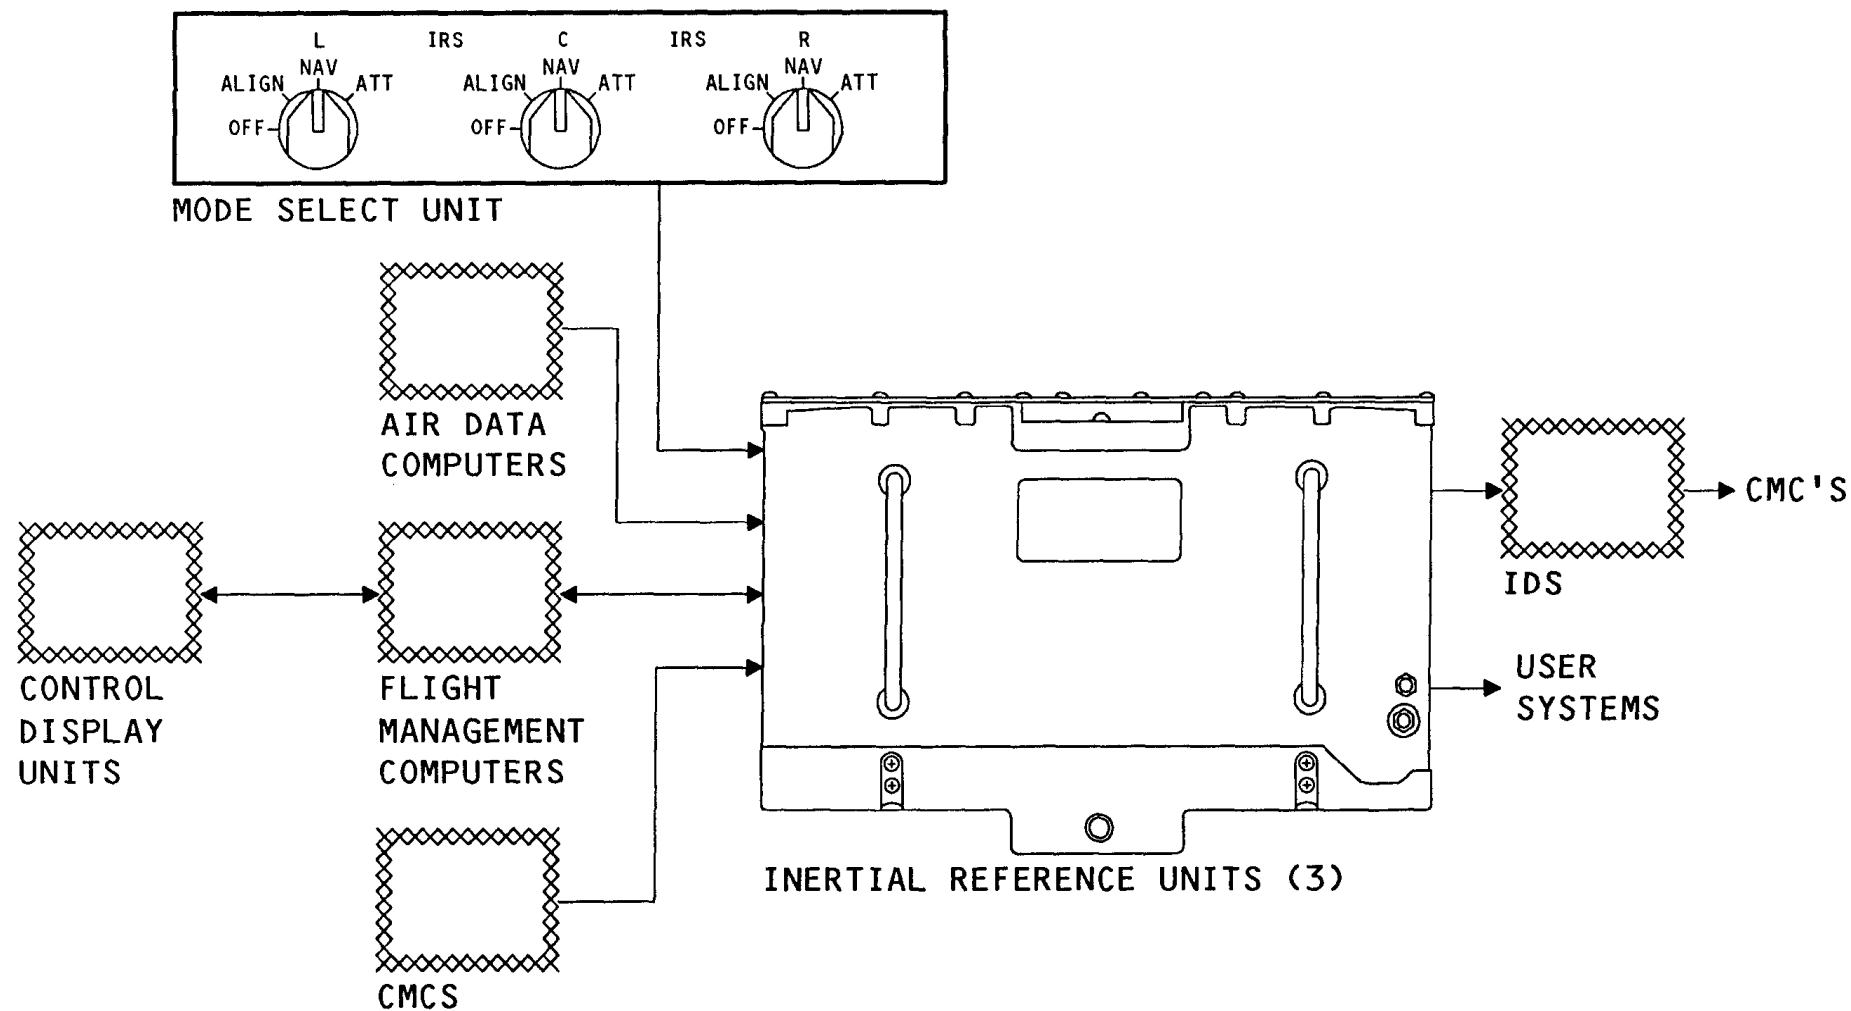 L IRS C IRS R
NAV NAV NAV
ALIGN ATT ALIGN ATT ALIGN ATT
OFF OFF OFF
MODE SELECT UNIT
AIR DATA
COMPUTERS
CMC'S
IDS
CONTROL
DISPLAY
UNITS
FLIGHT
MANAGEMENT
COMPUTERS
USER
SYSTEMS
INERTIAL REFERENCE UNITS (3)
CMCS